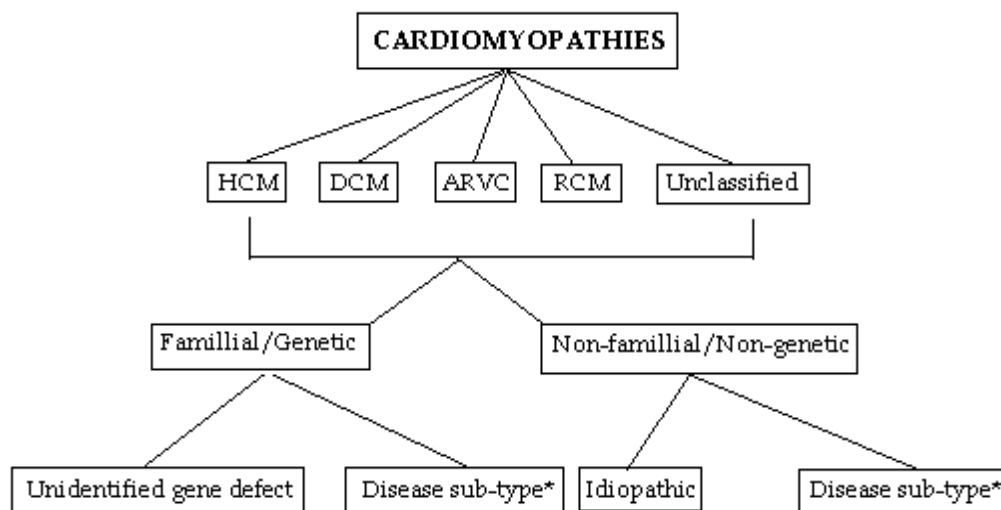 CARDIOMYOPATHIES
HCM
DCM
ARVC
RCM
Unclassified
Famillial/Genetic
Non-famillial/Non-genetic
Unidentified gene defect
Disease sub-type*
Idiopathic
Disease sub-type*